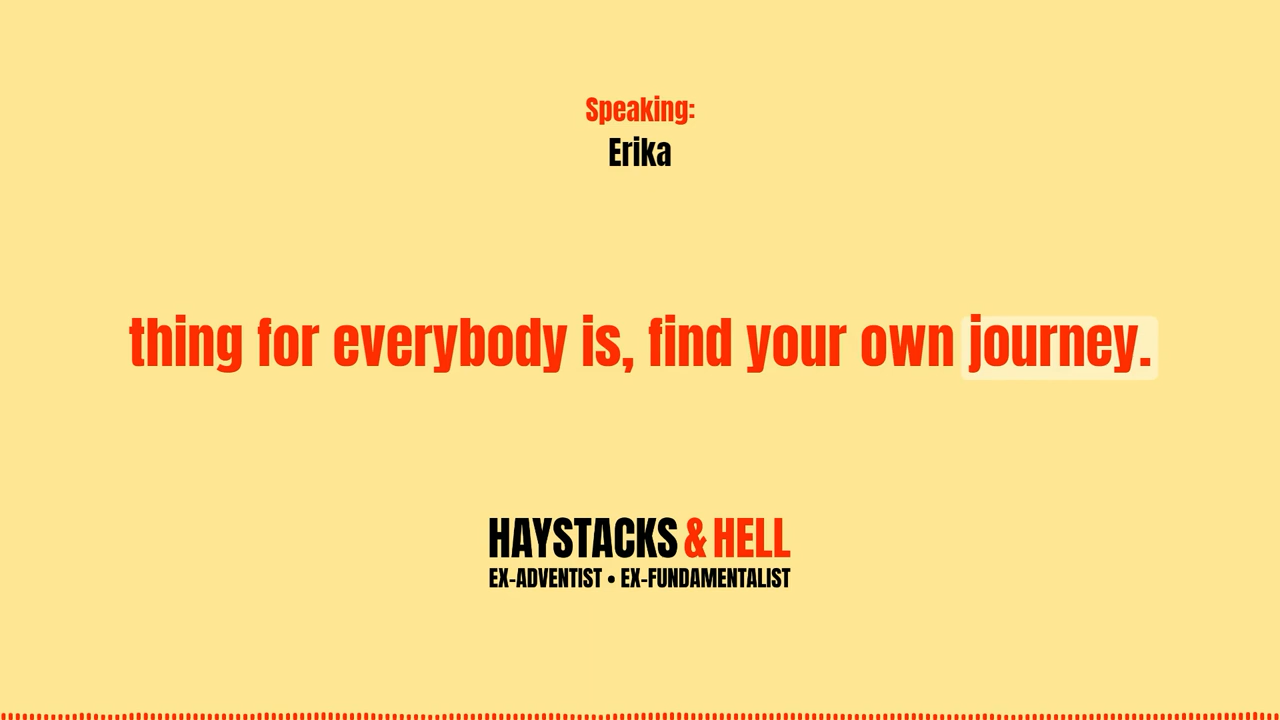 Speaking:
Erika
thing for everybody is, find your own journey.
HAYSTACKS & HELL
EX-ADVENTIST • EX-FUNDAMENTALIST